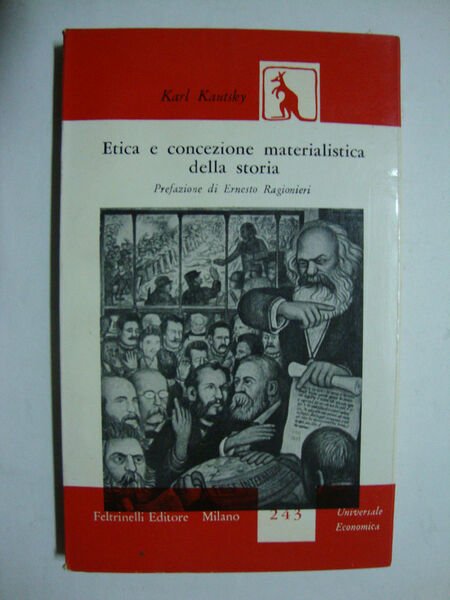 Karl Kautsky
Etica e concezione materialistica
della storia
Prefazione di Ernesto Ragionieri
Feltrinelli Editore Milano 243 Universale
Economica